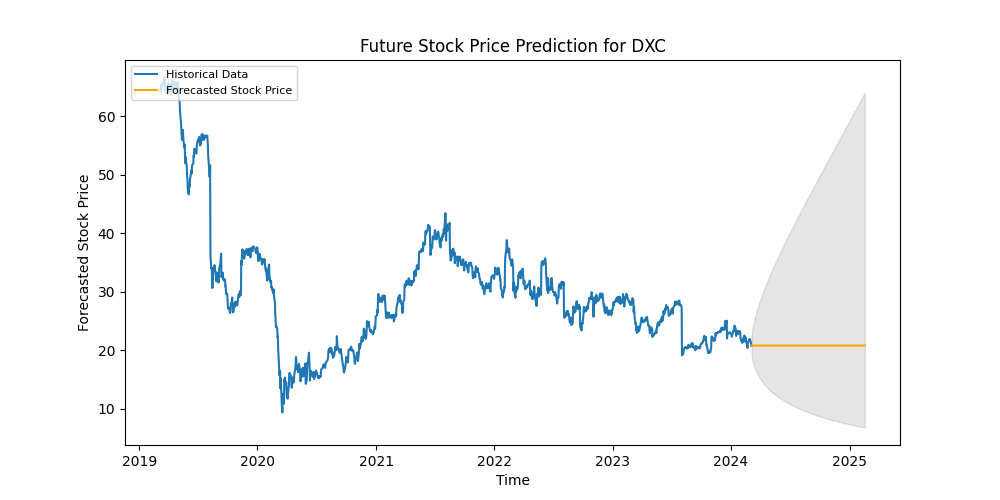 Future Stock Price Prediction for DXC
Historical Data
Forecasted Stock Price
60
50
40
30
20
10
Forecasted Stock Price
2019
2020
2021
2022
2023
2024
2025
Time